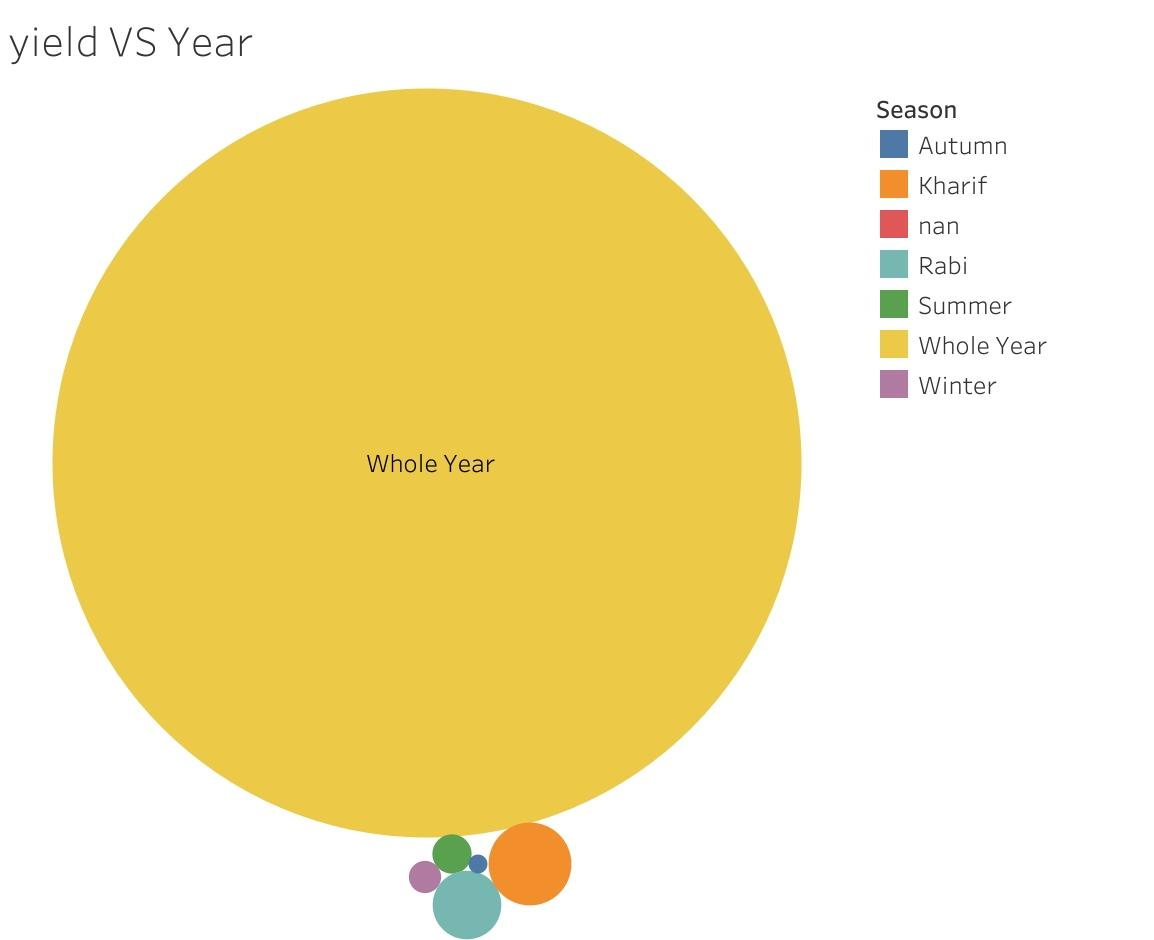 yield VS Year
Season
Autumn
Kharif
nan
Rabi
Summer
Whole Year
Winter
Whole Year